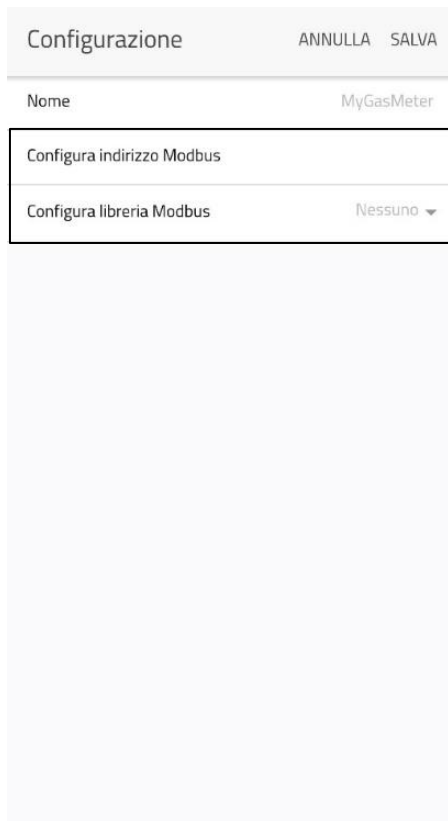 Configurazione ANNULLA SALVA
Nome MyGasMeter
Configura indirizzo Modbus
Configura libreria Modbus Nessuno